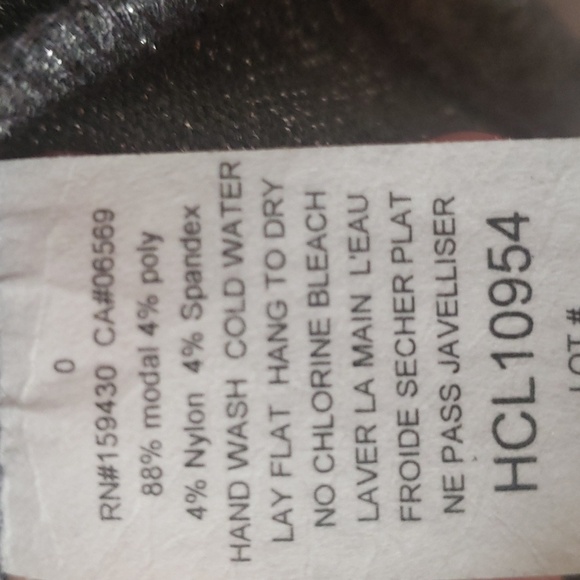 0
RN#159430 CA#06569
88% modal 4% poly
4% Nylon 4% Spandex
HAND WASH COLD WATER
LAY FLAT HANG TO DRY
NO CHLORINE BLEACH
LAVER LA MAIN L'EAU
FROIDE SECHER PLAT
NE PASS JAVELLISER
HCL10954
LOT #